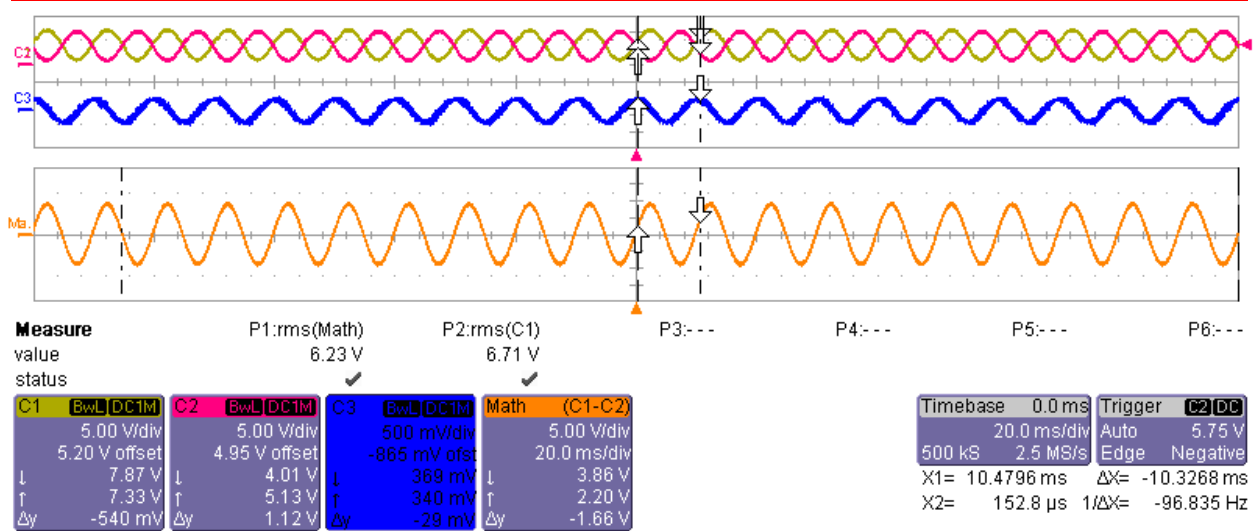 C2
C3
Ma.
Measure P1:rms(Math) P2:rms(C1) P3:- - - P4:- - - P5:- - - P6:- - -
value 6.23 V 6.71 V
status
C1 BwL DC1M
5.00 V/div
5.20 V offset
↓ 7.87 V
↑ 7.33 V
Δy -540 mV
C2 BwL DC1M
5.00 V/div
4.95 V offset
↓ 4.01 V
↑ 5.13 V
Δy 1.12 V
C3 BwL DC1M
500 mV/div
-865 mV ofst
↓ 369 mV
↑ 340 mV
Δy -29 mV
Math (C1-C2)
5.00 V/div
20.0 ms/div
↓ 3.86 V
↑ 2.20 V
Δy -1.66 V
Timebase 0.0 ms
20.0 ms/div
500 kS 2.5 MS/s
Trigger C2 DC
Auto 5.75 V
Edge Negative
X1= 10.4796 ms ΔX= -10.3268 ms
X2= 152.8 µs 1/ΔX= -96.835 Hz